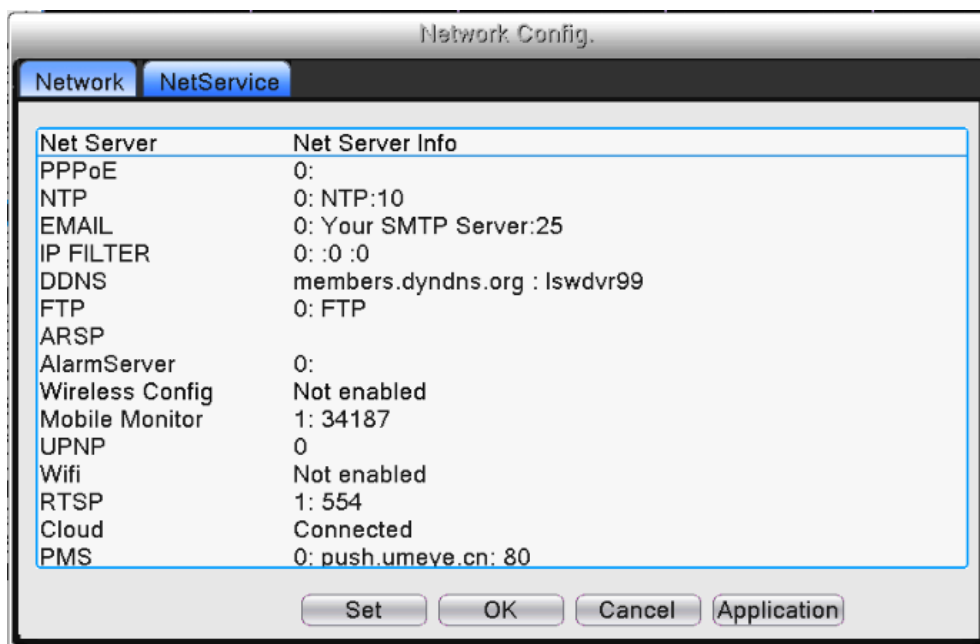 Network Config.
Network NetService
Net Server Net Server Info
PPPoE 0:
NTP 0: NTP:10
EMAIL 0: Your SMTP Server:25
IP FILTER 0: :0 :0
DDNS members.dyndns.org : lswdvr99
FTP 0: FTP
ARSP
AlarmServer 0:
Wireless Config Not enabled
Mobile Monitor 1: 34187
UPNP 0
Wifi Not enabled
RTSP 1: 554
Cloud Connected
PMS 0: push.umeye.cn: 80
Set OK Cancel Application